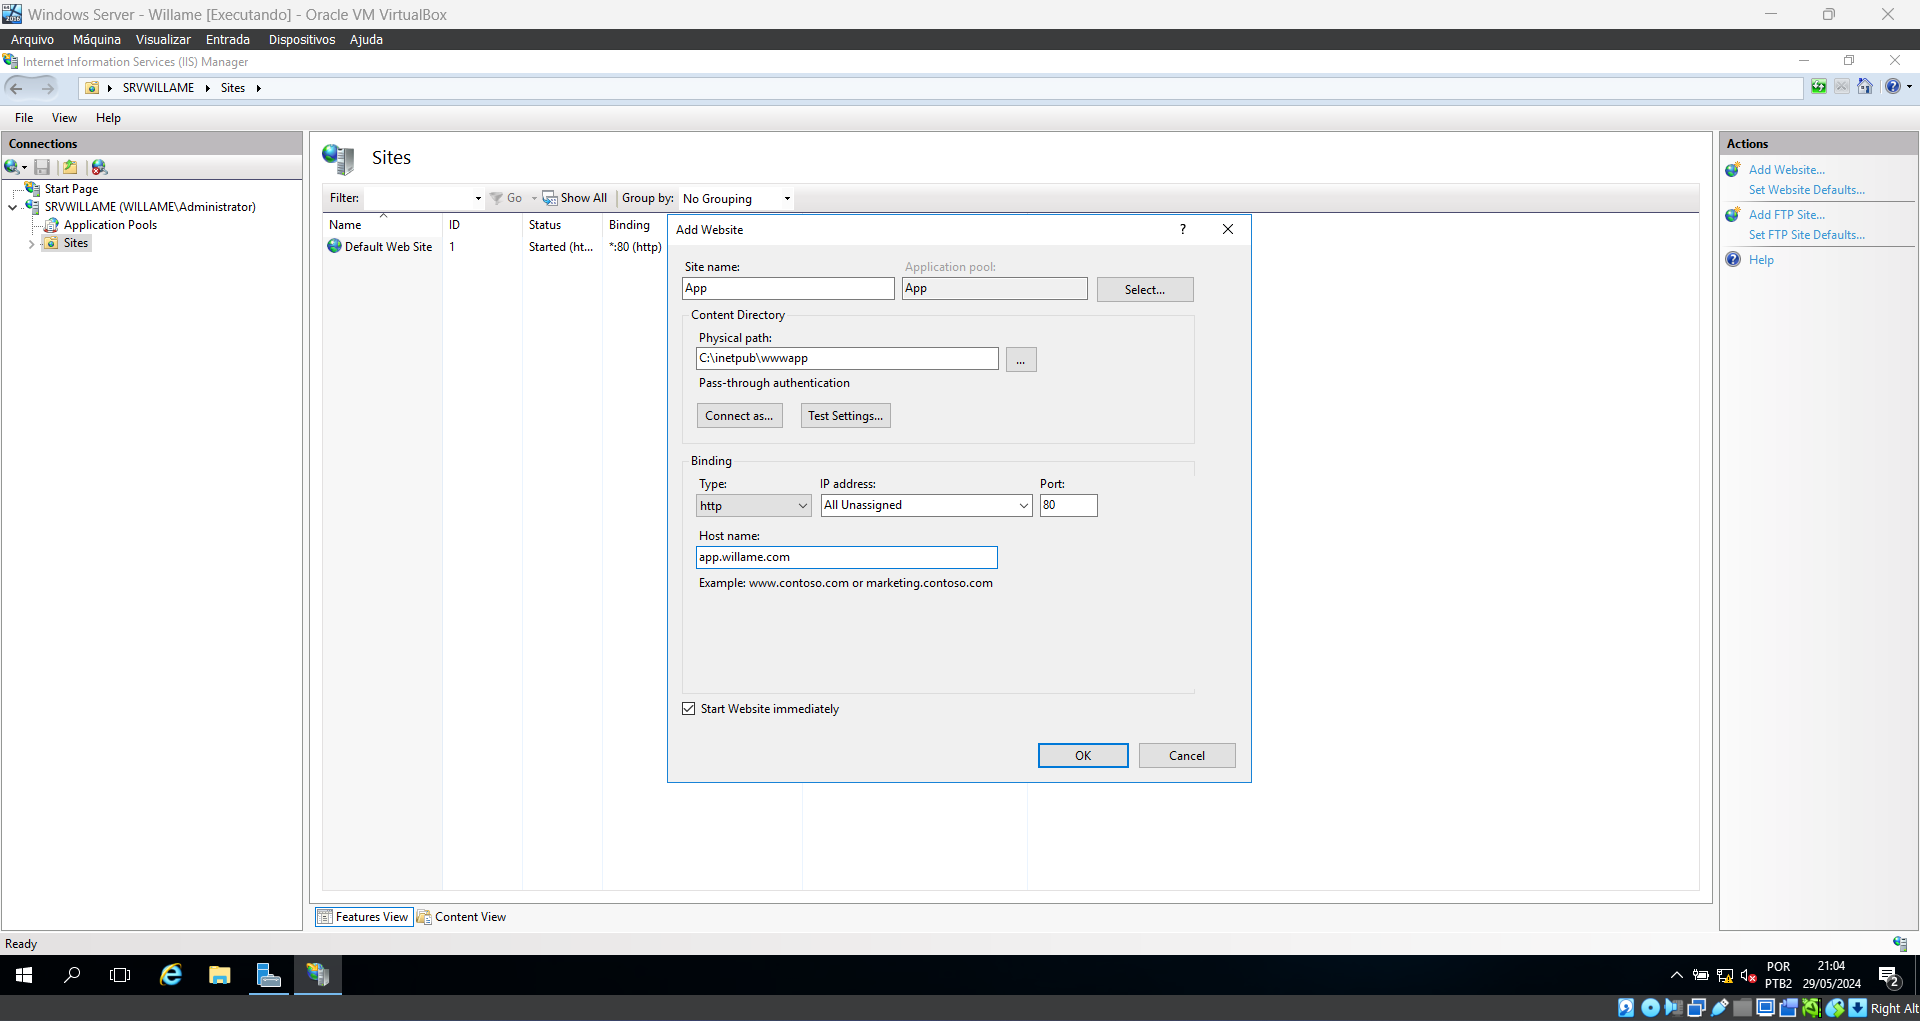 Windows Server - Willame [Executando] - Oracle VM VirtualBox
Arquivo Máquina Visualizar Entrada Dispositivos Ajuda
Internet Information Services (IIS) Manager
SRVWILLAME Sites
File View Help
Connections
Start Page
SRVWILLAME (WILLAME\Administrator)
Application Pools
Sites
Sites
Filter: Go Show All Group by: No Grouping
Name ID Status Binding
Default Web Site 1 Started (ht... *:80 (http)
Add Website ?
Site name: Application pool:
App App Select...
Content Directory
Physical path:
C:\inetpub\wwwapp ...
Pass-through authentication
Connect as... Test Settings...
Binding
Type: IP address: Port:
http All Unassigned 80
Host name:
app.willame.com
Example: www.contoso.com or marketing.contoso.com
Start Website immediately
OK Cancel
Actions
Add Website...
Set Website Defaults...
Add FTP Site...
Set FTP Site Defaults...
Help
Features View Content View
Ready
POR
PTB2
21:04
29/05/2024
2
Right Alt